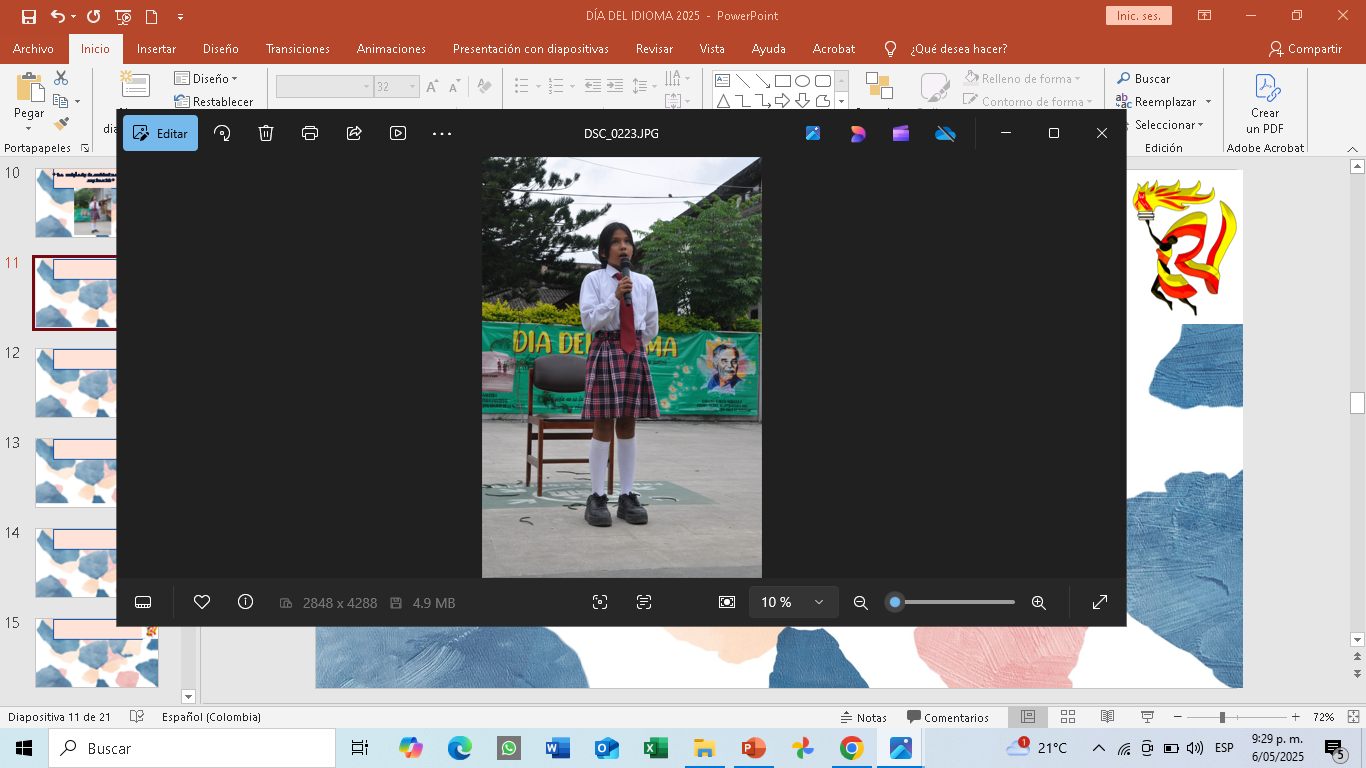 DÍA DEL IDIOMA 2025 - PowerPoint
Inic. ses.
Archivo
Inicio
Insertar
Diseño
Transiciones
Animaciones
Presentación con diapositivas
Revisar
Vista
Ayuda
Acrobat
¿Qué desea hacer?
Compartir
Pegar
Portapapeles
Diseño
Restablecer
32
Relleno de forma
Contorno de forma
Buscar
Reemplazar
Seleccionar
Edición
Crear
un PDF
Adobe Acrobat
Editar
DSC_0223.JPG
DIA DEL
MA
2848 x 4288
4.9 MB
10 %
10
11
12
13
14
15
Diapositiva 11 de 21
Español (Colombia)
Notas
Comentarios
72%
Buscar
1
21°C
ESP
9:29 p. m.
6/05/2025
5